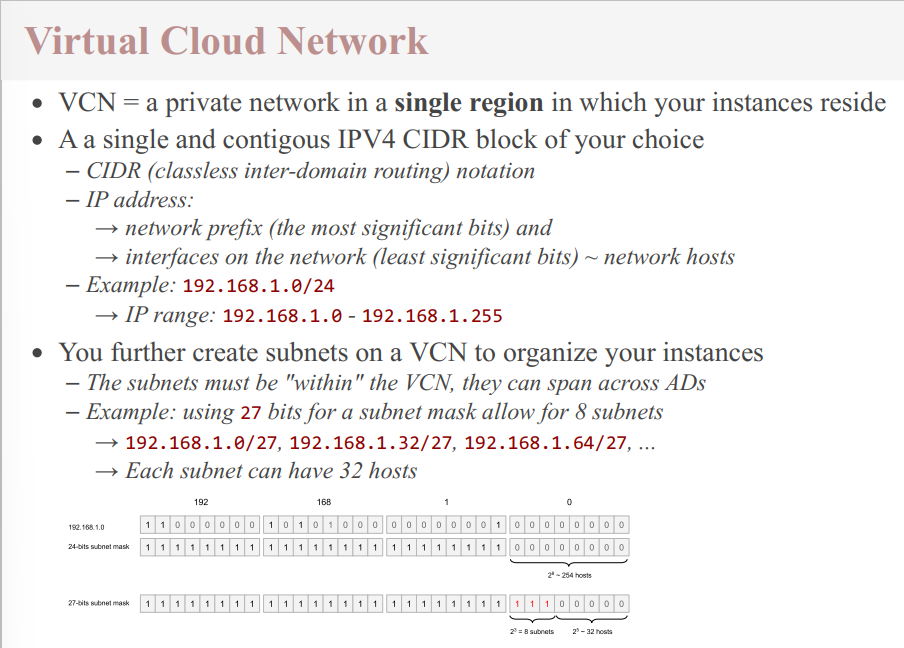 Virtual Cloud Network
• VCN = a private network in a single region in which your instances reside
• A a single and contigous IPV4 CIDR block of your choice
– CIDR (classless inter-domain routing) notation
– IP address:
→ network prefix (the most significant bits) and
→ interfaces on the network (least significant bits) ~ network hosts
– Example: 192.168.1.0/24
→ IP range: 192.168.1.0 - 192.168.1.255
• You further create subnets on a VCN to organize your instances
– The subnets must be "within" the VCN, they can span across ADs
– Example: using 27 bits for a subnet mask allow for 8 subnets
→ 192.168.1.0/27, 192.168.1.32/27, 192.168.1.64/27, ...
→ Each subnet can have 32 hosts
192 168 1 0
192.168.1.0 1 1 0 0 0 0 0 0 1 0 1 0 1 0 0 0 0 0 0 0 0 0 0 1 0 0 0 0 0 0 0 0
24-bits subnet mask 1 1 1 1 1 1 1 1 1 1 1 1 1 1 1 1 1 1 1 1 1 1 1 1 0 0 0 0 0 0 0 0
2⁸ ~ 254 hosts
27-bits subnet mask 1 1 1 1 1 1 1 1 1 1 1 1 1 1 1 1 1 1 1 1 1 1 1 1 1 1 1 0 0 0 0 0
2³ = 8 subnets 2⁵ ~ 32 hosts